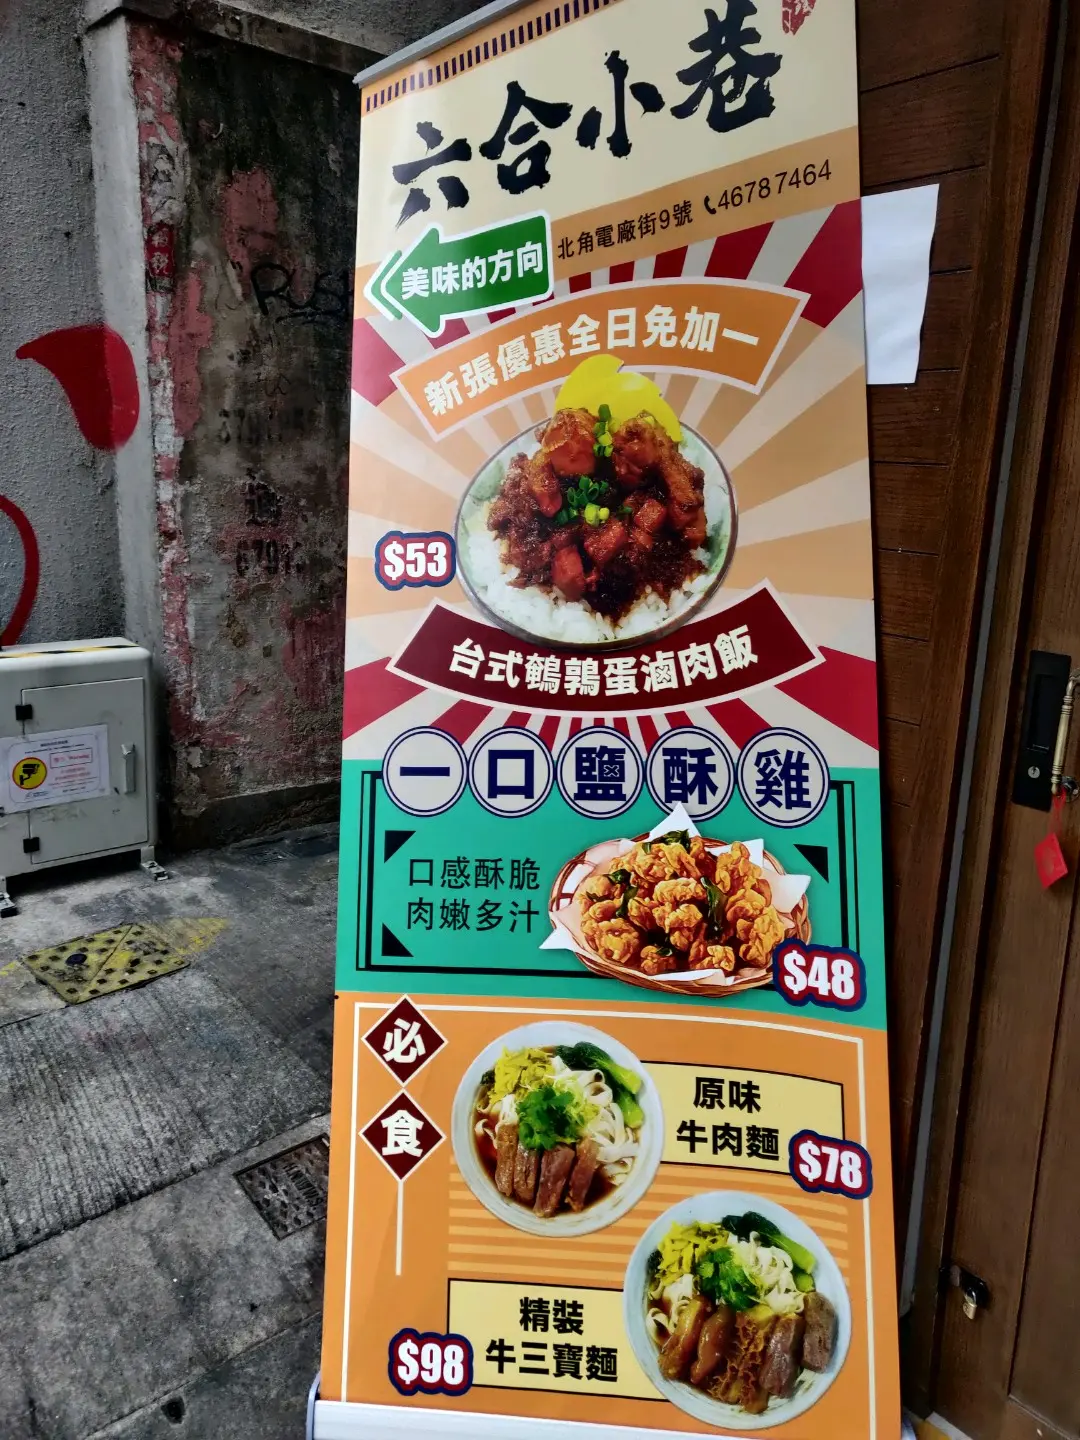 六合小巷
北角電廠街9號 46787464
美味的方向
新張優惠全日免加一
$53
台式鵪鶉蛋滷肉飯
一口鹽酥雞
口感酥脆
肉嫩多汁
$48
必食
原味
牛肉麵
$78
精裝
牛三寶麵
$98